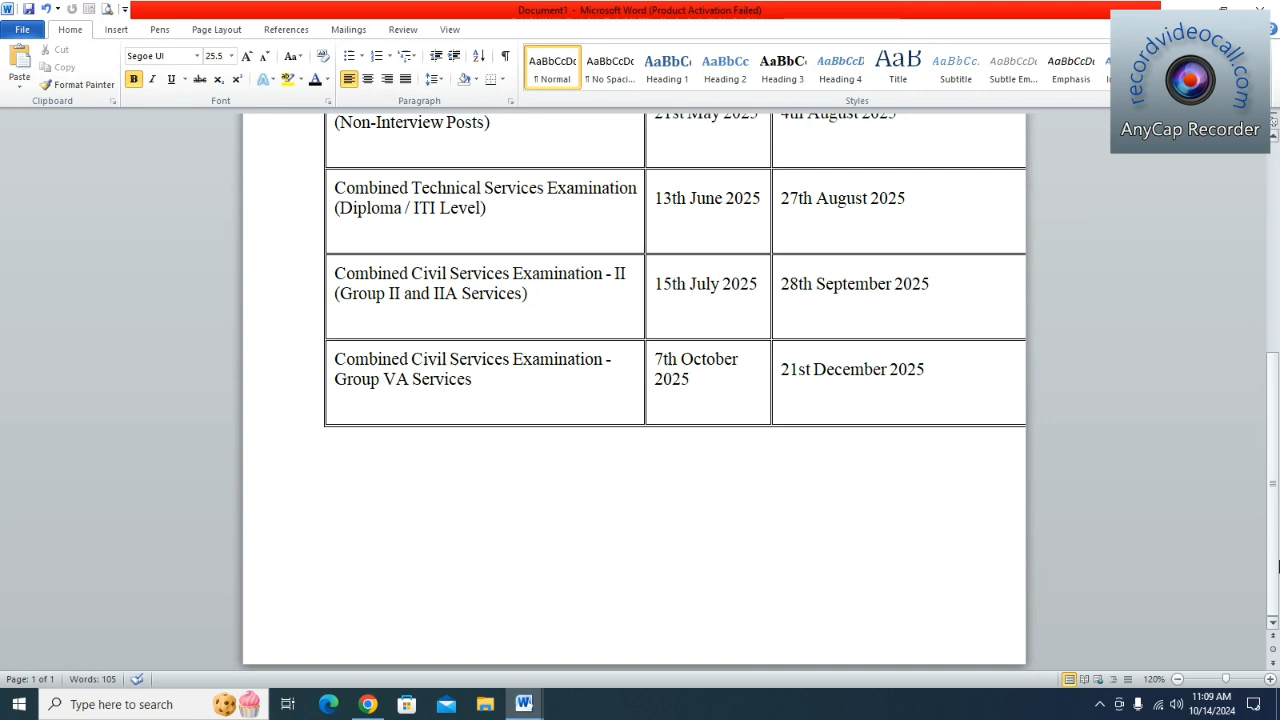 Document1 - Microsoft Word (Product Activation Failed)
File Home Insert Pens Page Layout References Mailings Review View
Paste
Cut
Copy
Format Painter
Clipboard
Segoe UI 25.5
Font
Paragraph
AaBbCcDc AaBbCcDc AaBbC AaBbCc AaBbC AaBbCcD AaB AaBbCc. AaBbCcDc AaBbCcDc
¶ Normal ¶ No Spaci... Heading 1 Heading 2 Heading 3 Heading 4 Title Subtitle Subtle Em... Emphasis
Styles
recordvideocall.com
AnyCap Recorder
(Non-Interview Posts) 21st May 2025 4th August 2025
Combined Technical Services Examination
(Diploma / ITI Level)
13th June 2025
27th August 2025
Combined Civil Services Examination - II
(Group II and IIA Services)
15th July 2025
28th September 2025
Combined Civil Services Examination -
Group VA Services
7th October
2025
21st December 2025
Page: 1 of 1 Words: 105 120%
Type here to search
11:09 AM
10/14/2024